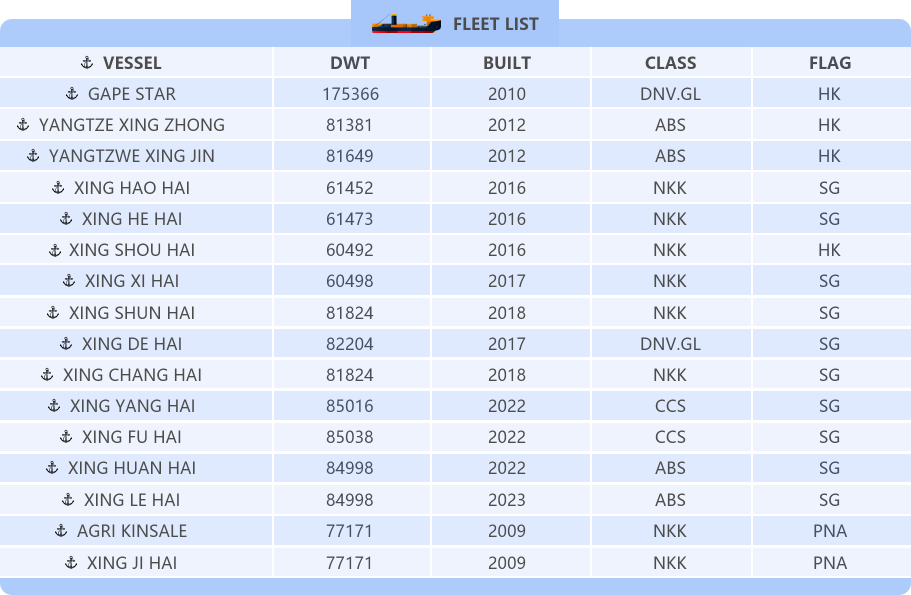 FLEET LIST
VESSEL DWT BUILT CLASS FLAG
GAPE STAR 175366 2010 DNV.GL HK
YANGTZE XING ZHONG 81381 2012 ABS HK
YANGTZWE XING JIN 81649 2012 ABS HK
XING HAO HAI 61452 2016 NKK SG
XING HE HAI 61473 2016 NKK SG
XING SHOU HAI 60492 2016 NKK HK
XING XI HAI 60498 2017 NKK SG
XING SHUN HAI 81824 2018 NKK SG
XING DE HAI 82204 2017 DNV.GL SG
XING CHANG HAI 81824 2018 NKK SG
XING YANG HAI 85016 2022 CCS SG
XING FU HAI 85038 2022 CCS SG
XING HUAN HAI 84998 2022 ABS SG
XING LE HAI 84998 2023 ABS SG
AGRI KINSALE 77171 2009 NKK PNA
XING JI HAI 77171 2009 NKK PNA